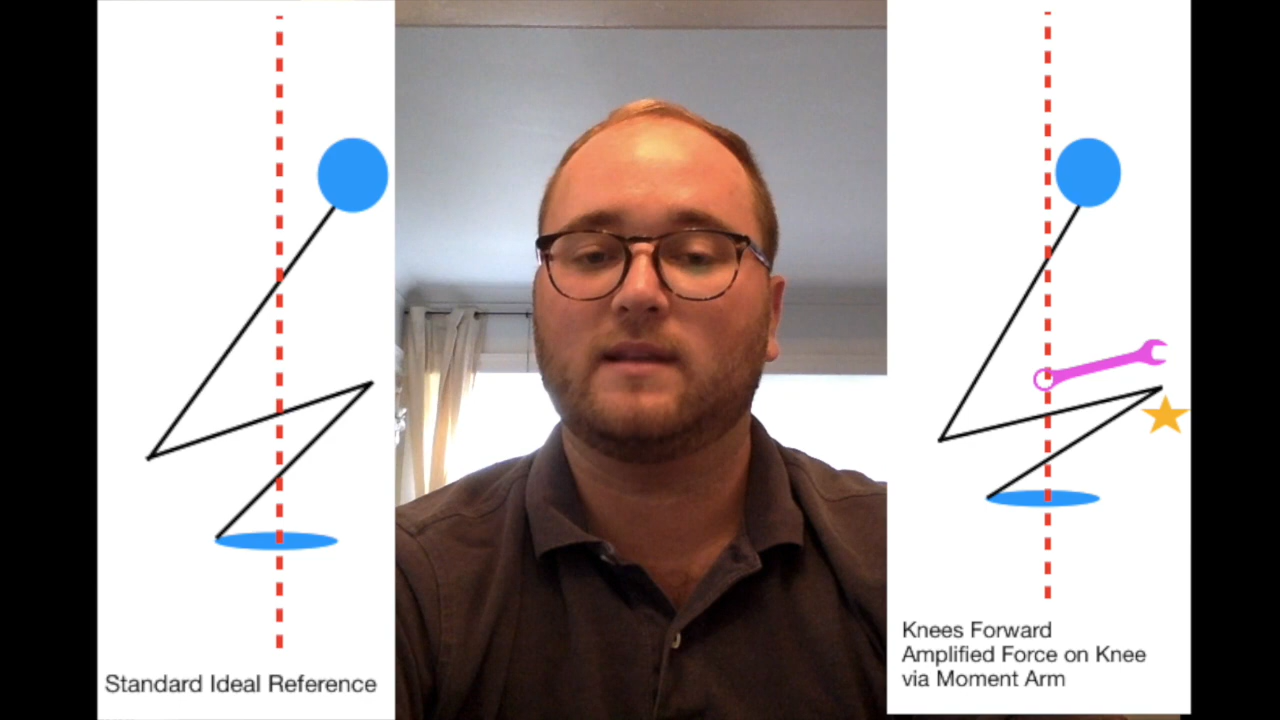 Standard Ideal Reference
Knees Forward
Amplified Force on Knee
via Moment Arm